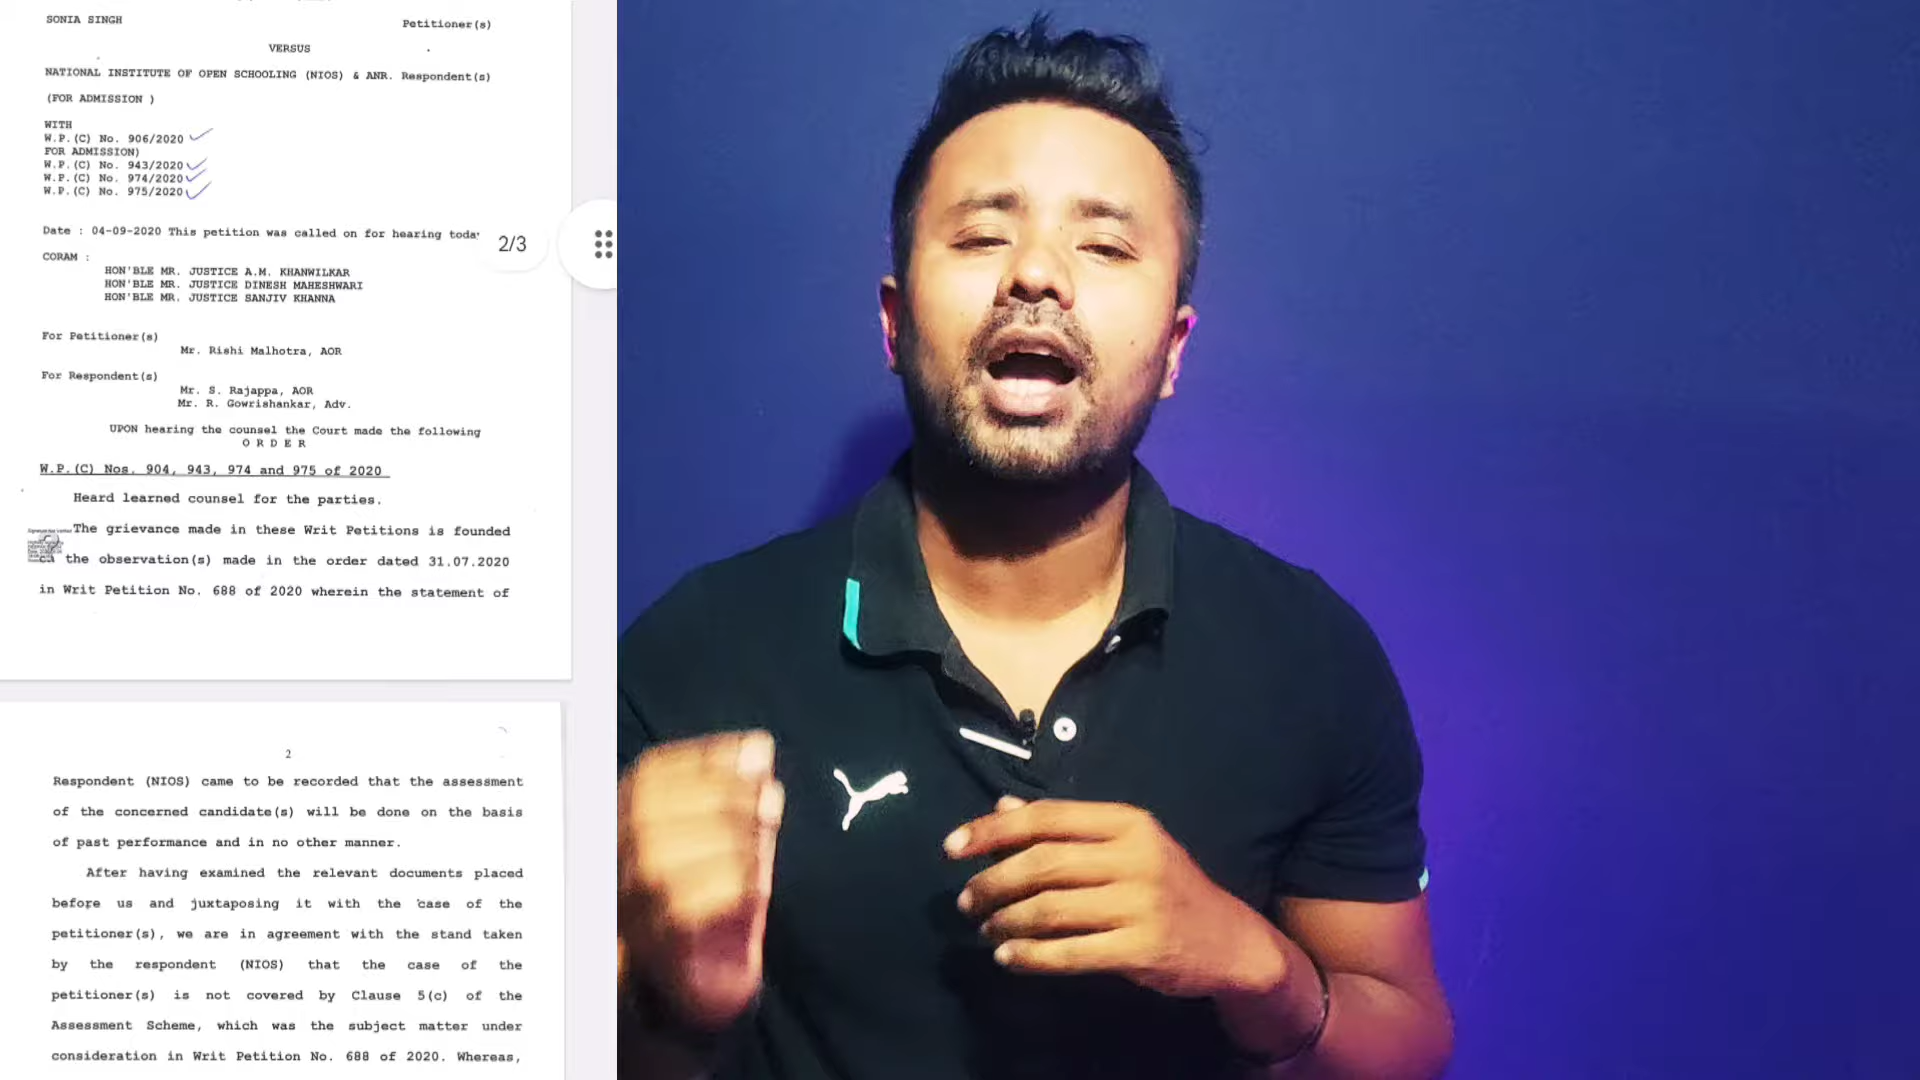 SONIA SINGH Petitioner(s)
VERSUS
NATIONAL INSTITUTE OF OPEN SCHOOLING (NIOS) & ANR. Respondent(s)
(FOR ADMISSION )
WITH
W.P.(C) No. 906/2020
FOR ADMISSION)
W.P.(C) No. 943/2020
W.P.(C) No. 974/2020
W.P.(C) No. 975/2020
Date : 04-09-2020 This petition was called on for hearing today
2/3
CORAM :
HON'BLE MR. JUSTICE A.M. KHANWILKAR
HON'BLE MR. JUSTICE DINESH MAHESHWARI
HON'BLE MR. JUSTICE SANJIV KHANNA
For Petitioner(s)
Mr. Rishi Malhotra, AOR
For Respondent(s)
Mr. S. Rajappa, AOR
Mr. R. Gowrishankar, Adv.
UPON hearing the counsel the Court made the following
O R D E R
W.P.(C) Nos. 904, 943, 974 and 975 of 2020
Heard learned counsel for the parties.
The grievance made in these Writ Petitions is founded
the observation(s) made in the order dated 31.07.2020
in Writ Petition No. 688 of 2020 wherein the statement of
2
Respondent (NIOS) came to be recorded that the assessment
of the concerned candidate(s) will be done on the basis
of past performance and in no other manner.
After having examined the relevant documents placed
before us and juxtaposing it with the case of the
petitioner(s), we are in agreement with the stand taken
by the respondent (NIOS) that the case of the
petitioner(s) is not covered by Clause 5(c) of the
Assessment Scheme, which was the subject matter under
consideration in Writ Petition No. 688 of 2020. Whereas,